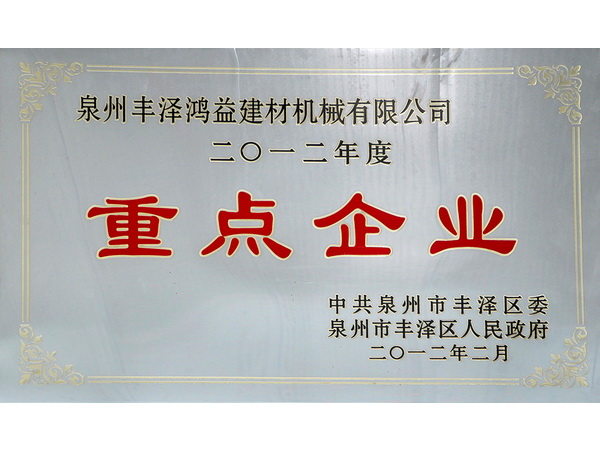 泉州丰泽鸿益建材机械有限公司
二〇一二年度
重点企业
中共泉州市丰泽区委
泉州市丰泽区人民政府
二〇一二年二月